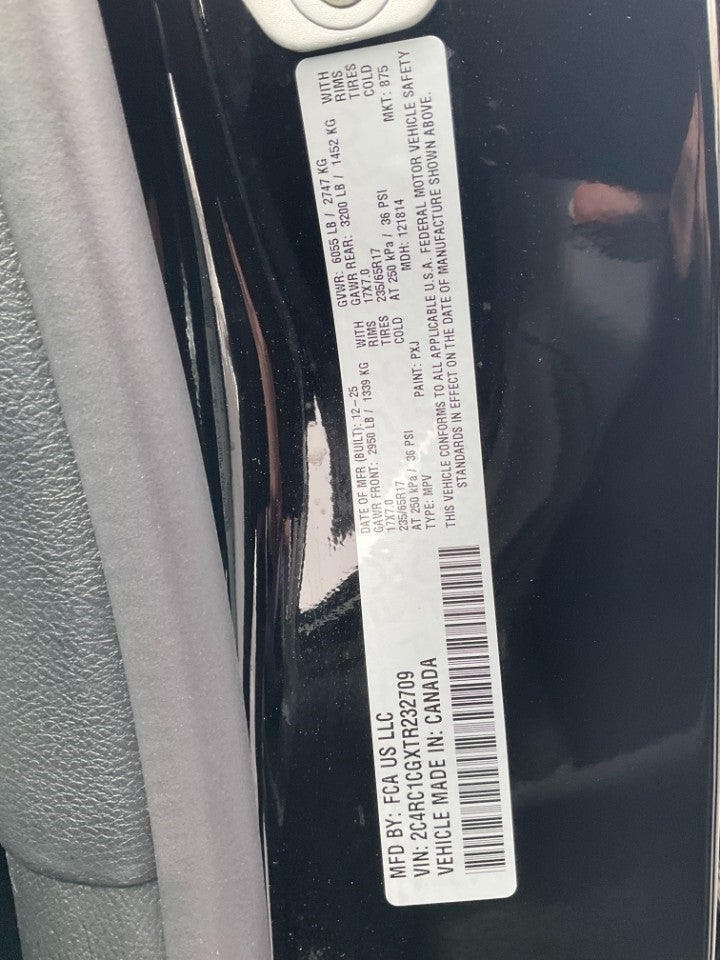 MFD BY: FCA US LLC
VIN: 2C4RC1CGXTR232709
VEHICLE MADE IN: CANADA
DATE OF MFR (BUILT): 12-25
GAWR FRONT: 2950 LB / 1339 KG WITH
17X7.0 RIMS
235/65R17 TIRES
AT 250 kPa / 36 PSI COLD
TYPE: MPV PAINT: PXJ
GVWR: 6055 LB / 2747 KG
GAWR REAR: 3200 LB / 1452 KG WITH
17X7.0 RIMS
235/65R17 TIRES
AT 250 kPa / 36 PSI COLD
MDH: 121814 MKT: 875
THIS VEHICLE CONFORMS TO ALL APPLICABLE U.S.A. FEDERAL MOTOR VEHICLE SAFETY
STANDARDS IN EFFECT ON THE DATE OF MANUFACTURE SHOWN ABOVE.